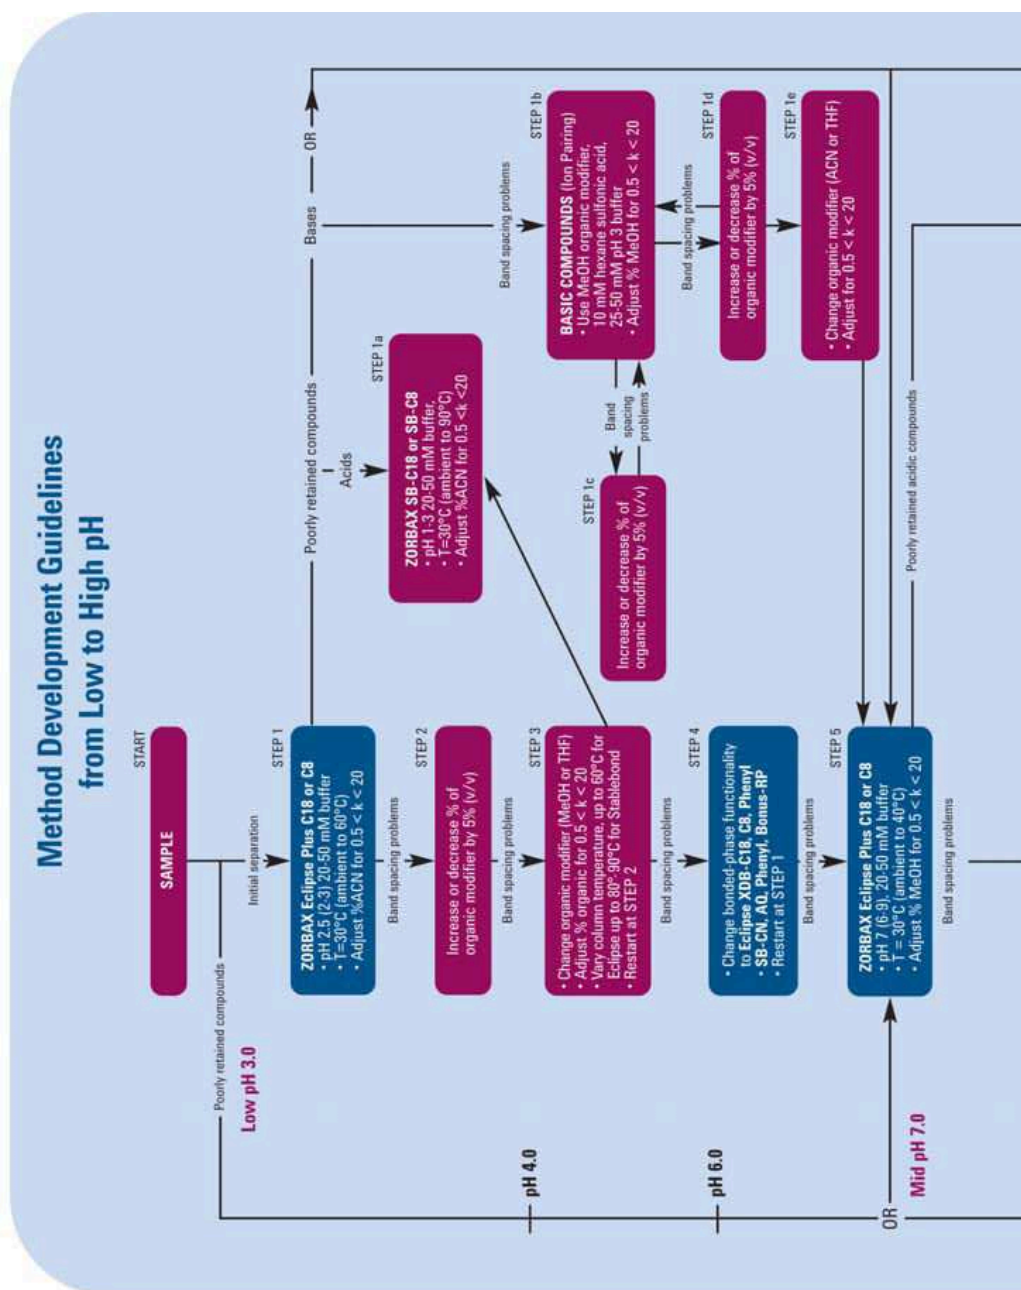 Method Development Guidelines
from Low to High pH
START
SAMPLE
Poorly retained compounds
Low pH 3.0
Initial separation
STEP 1
ZORBAX Eclipse Plus C18 or C8
• pH 2.5 (2-3) 20-50 mM buffer
• T=30°C (ambient to 60°C)
• Adjust %ACN for 0.5 < k < 20
Poorly retained compounds
Acids
Bases
OR
STEP 1a
ZORBAX SB-C18 or SB-C8
• pH 1-3 20-50 mM buffer,
• T=30°C (ambient to 90°C)
• Adjust %ACN for 0.5 <k <20
Band spacing problems
STEP 2
Increase or decrease % of
organic modifier by 5% (v/v)
Band spacing problems
STEP 1b
BASIC COMPOUNDS (Ion Pairing)
• Use MeOH organic modifier,
10 mM hexane sulfonic acid,
25-50 mM pH 3 buffer
• Adjust % MeOH for 0.5 < k < 20
Band spacing problems
pH 4.0
STEP 3
• Change organic modifier (MeOH or THF)
• Adjust % organic for 0.5 < k < 20
• Vary column temperature, up to 60°C for
Eclipse up to 80° 90°C for Stablebond
• Restart at STEP 2
STEP 1c
Increase or decrease % of
organic modifier by 5% (v/v)
Band
spacing
problems
Band spacing problems
Band spacing problems
STEP 1d
Increase or decrease % of
organic modifier by 5% (v/v)
Band spacing problems
pH 6.0
STEP 4
• Change bonded-phase functionality
to Eclipse XDB-C18, C8, Phenyl
• SB-CN, AQ, Phenyl, Bonus-RP
• Restart at STEP 1
STEP 1e
• Change organic modifier (ACN or THF)
• Adjust for 0.5 < k < 20
Band spacing problems
OR
Mid pH 7.0
STEP 5
ZORBAX Eclipse Plus C18 or C8
• pH 7 (6-9), 20-50 mM buffer
• T = 30°C (ambient to 40°C)
• Adjust % MeOH for 0.5 < k < 20
Poorly retained acidic compounds
Band spacing problems